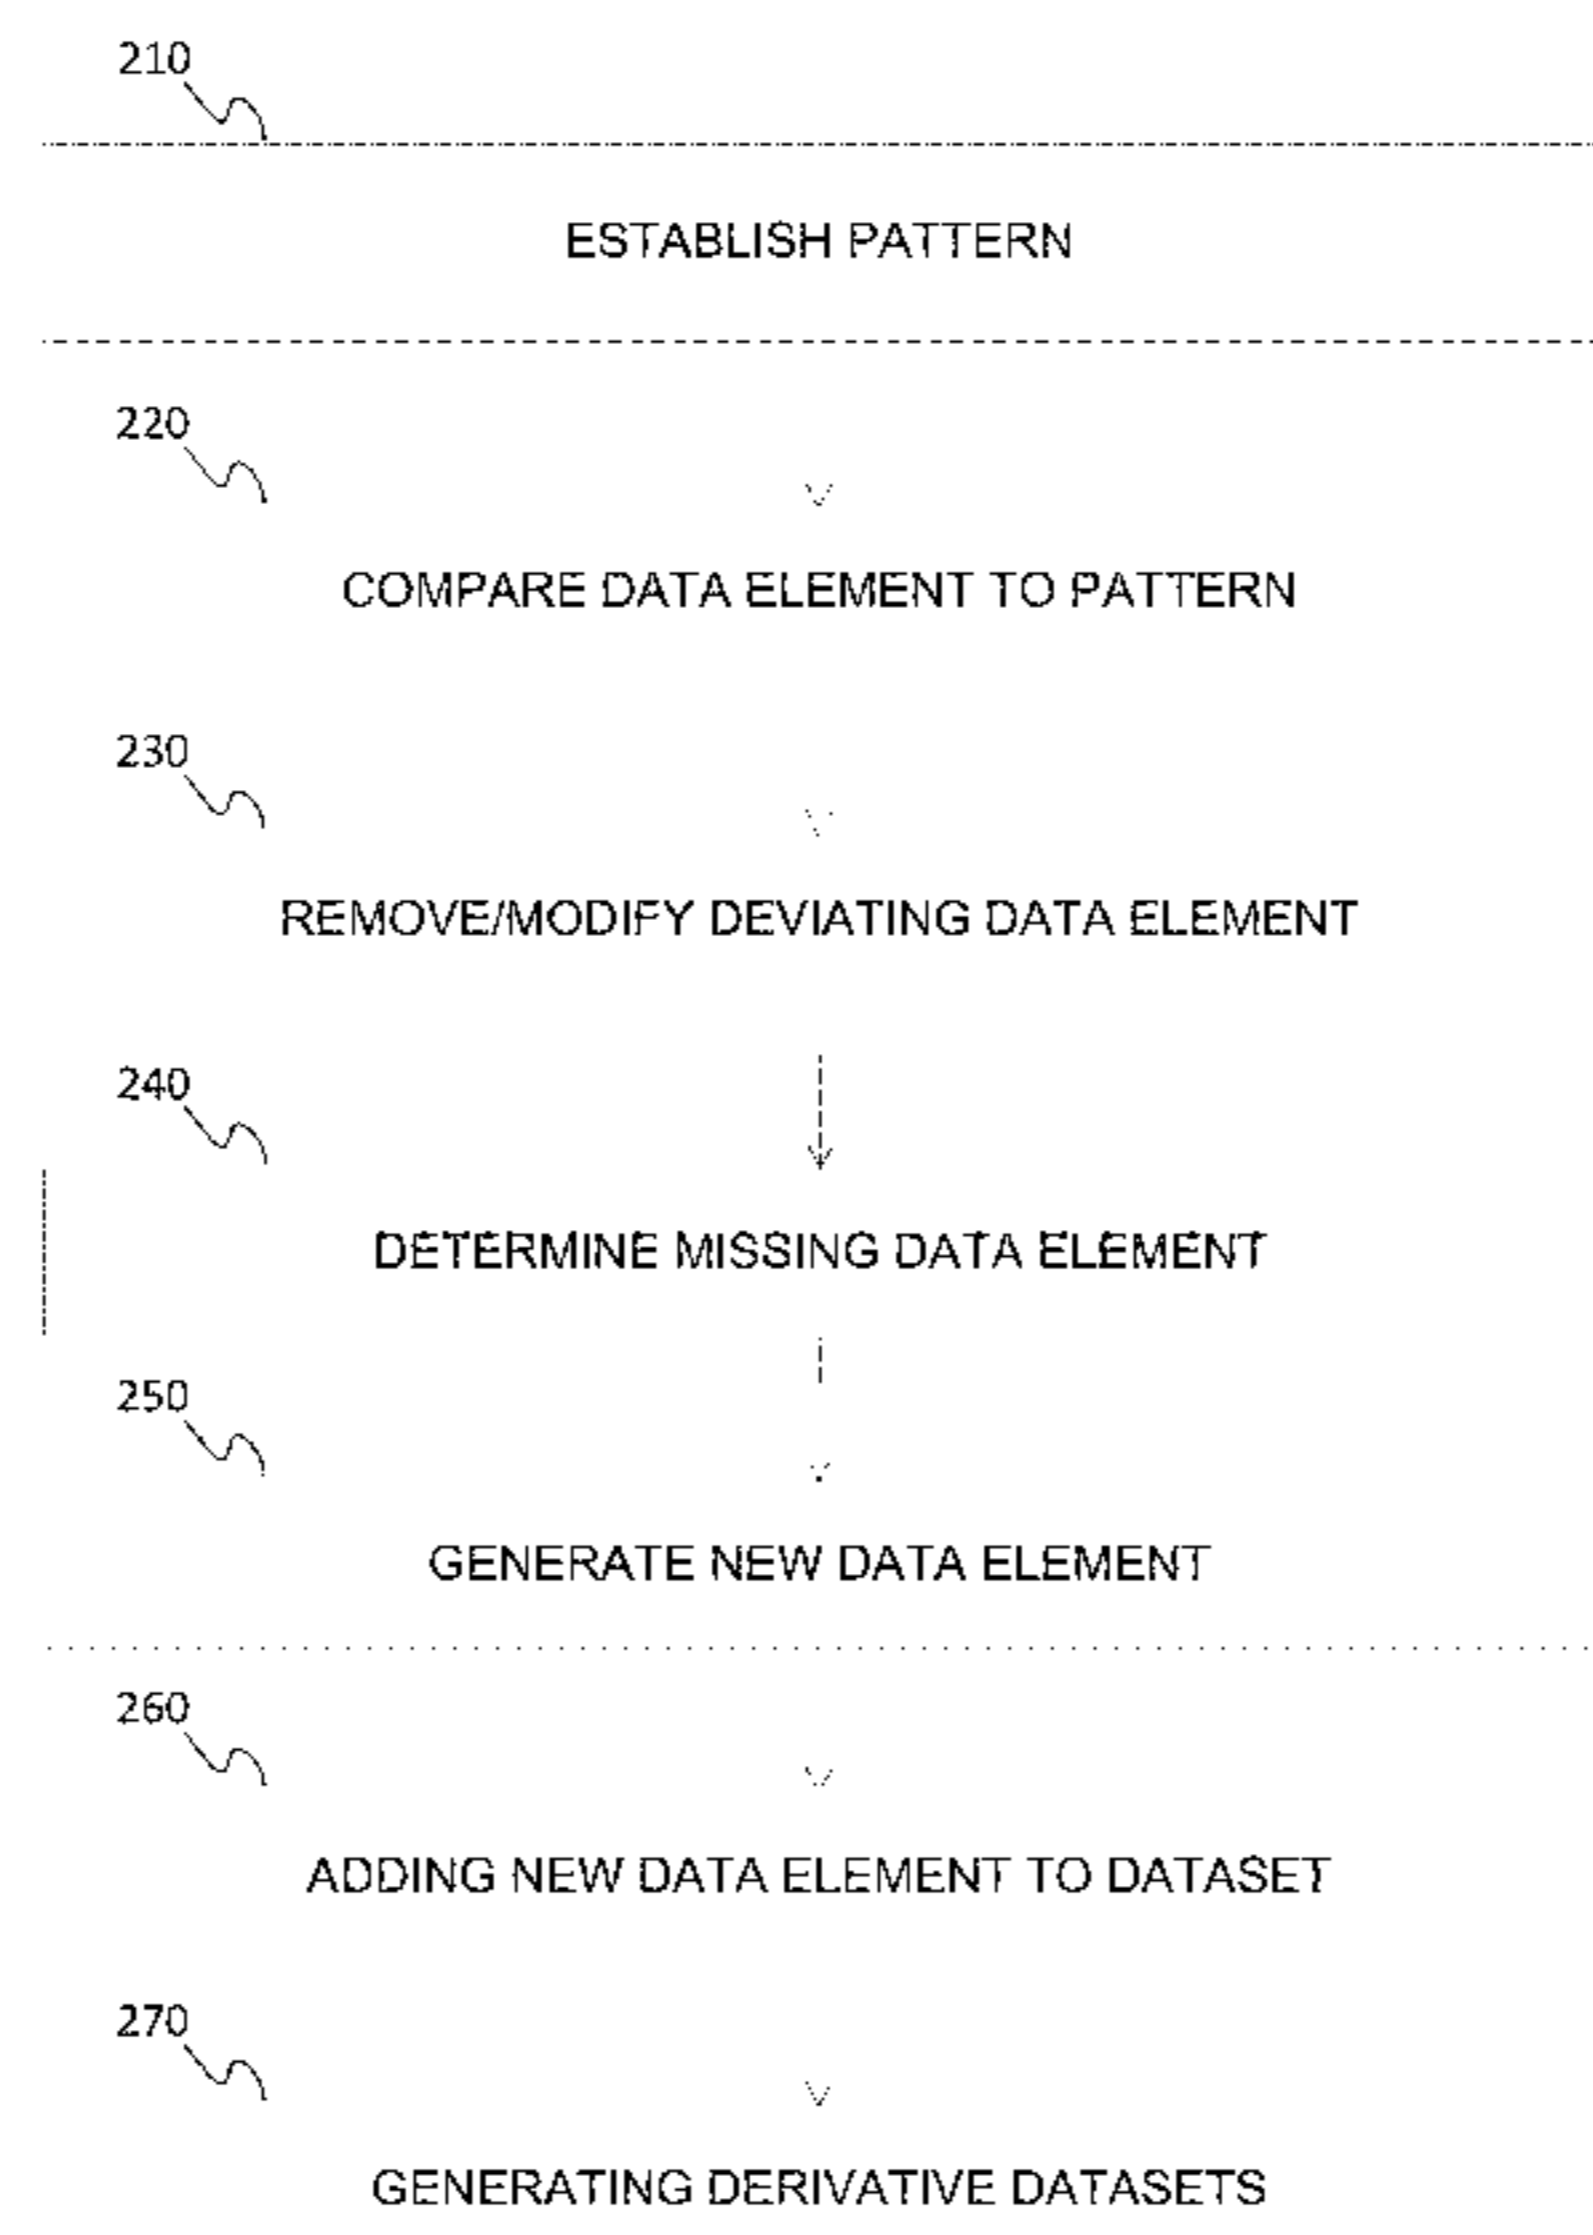 210
ESTABLISH PATTERN
220
COMPARE DATA ELEMENT TO PATTERN
230
REMOVE/MODIFY DEVIATING DATA ELEMENT
240
DETERMINE MISSING DATA ELEMENT
250
GENERATE NEW DATA ELEMENT
260
ADDING NEW DATA ELEMENT TO DATASET
270
GENERATING DERIVATIVE DATASETS